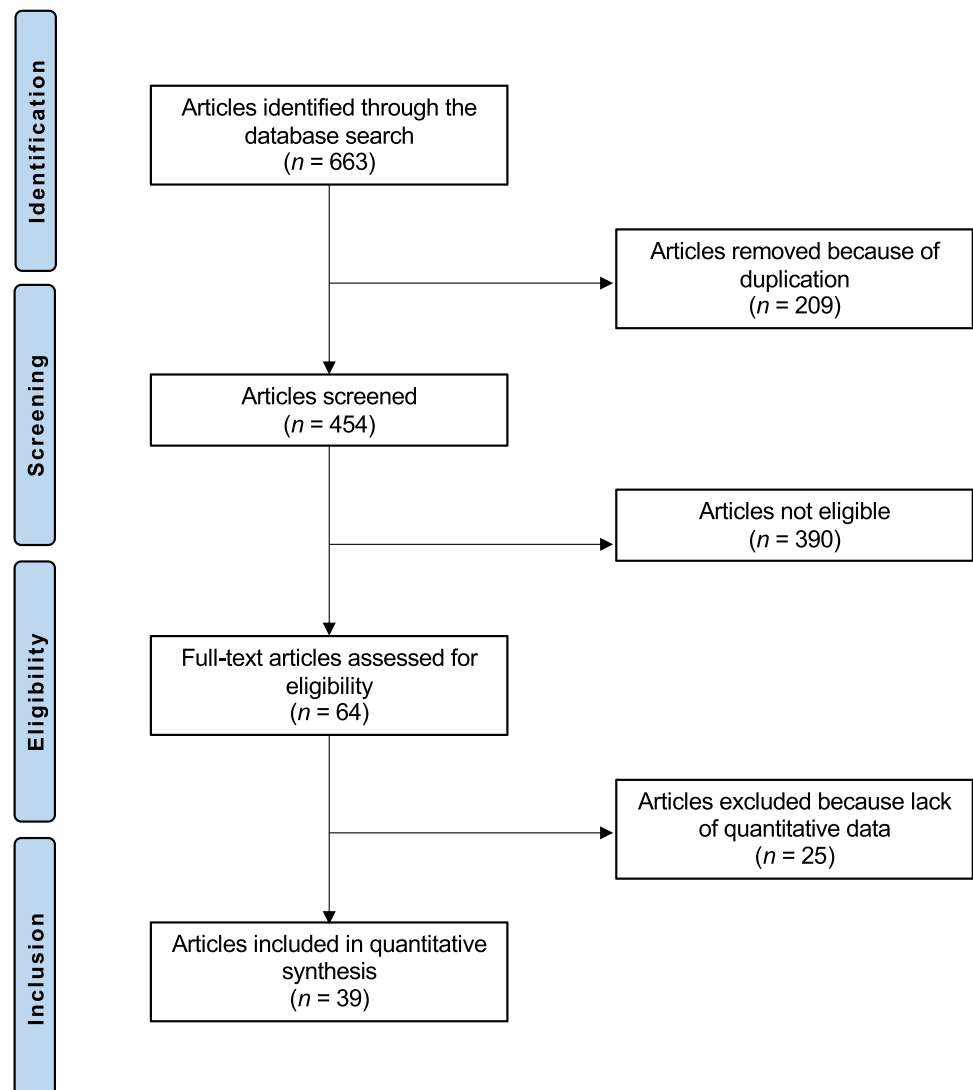 Identification
Articles identified through the
database search
(n = 663)
Articles removed because of
duplication
(n = 209)
Screening
Articles screened
(n = 454)
Articles not eligible
(n = 390)
Eligibility
Full-text articles assessed for
eligibility
(n = 64)
Articles excluded because lack
of quantitative data
(n = 25)
Inclusion
Articles included in quantitative
synthesis
(n = 39)